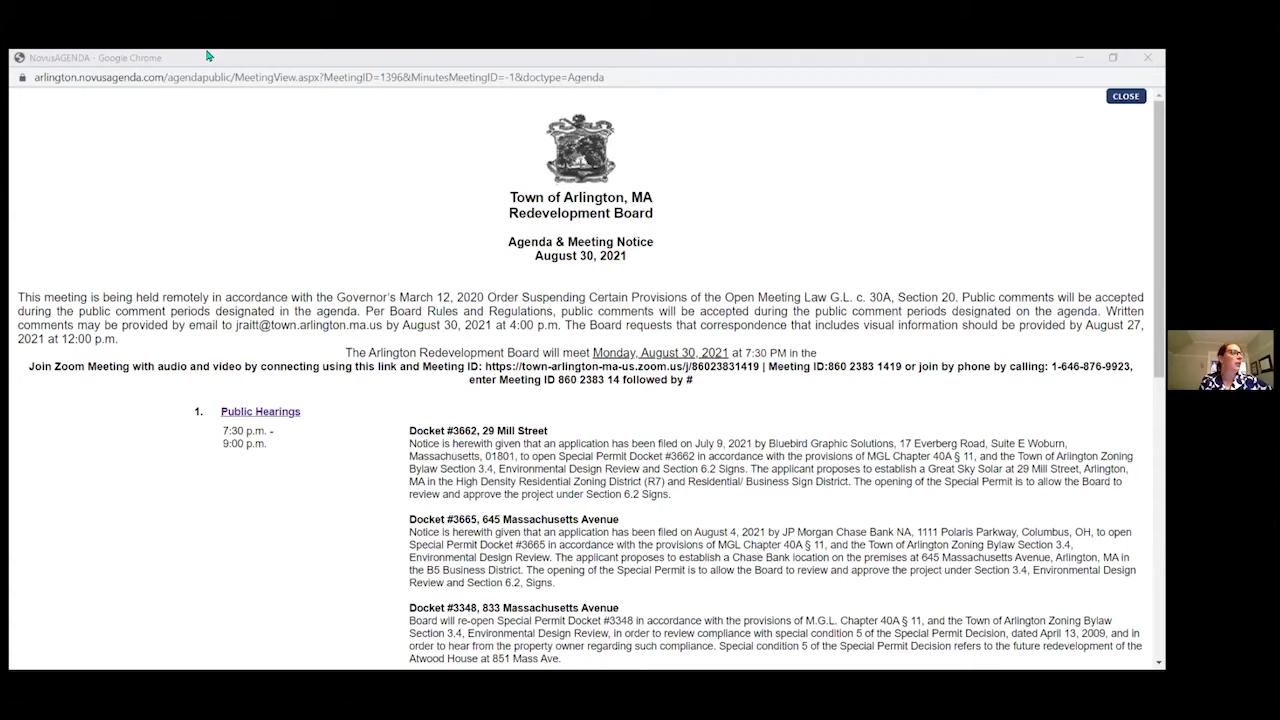 NovusAGENDA - Google Chrome
arlington.novusagenda.com/agendapublic/MeetingView.aspx?MeetingID=1396&MinutesMeetingID=-1&doctype=Agenda
CLOSE
Town of Arlington, MA
Redevelopment Board
Agenda & Meeting Notice
August 30, 2021
This meeting is being held remotely in accordance with the Governor's March 12, 2020 Order Suspending Certain Provisions of the Open Meeting Law G.L. c. 30A, Section 20. Public comments will be accepted
during the public comment periods designated in the agenda. Per Board Rules and Regulations, public comments will be accepted during the public comment periods designated on the agenda. Written
comments may be provided by email to jraitt@town.arlington.ma.us by August 30, 2021 at 4:00 p.m. The Board requests that correspondence that includes visual information should be provided by August 27,
2021 at 12:00 p.m.
The Arlington Redevelopment Board will meet Monday, August 30, 2021 at 7:30 PM in the
Join Zoom Meeting with audio and video by connecting using this link and Meeting ID: https://town-arlington-ma-us.zoom.us/j/86023831419 | Meeting ID:860 2383 1419 or join by phone by calling: 1-646-876-9923,
enter Meeting ID 860 2383 14 followed by #
1. Public Hearings
7:30 p.m. -
9:00 p.m.
Docket #3662, 29 Mill Street
Notice is herewith given that an application has been filed on July 9, 2021 by Bluebird Graphic Solutions, 17 Everberg Road, Suite E Woburn,
Massachusetts, 01801, to open Special Permit Docket #3662 in accordance with the provisions of MGL Chapter 40A § 11, and the Town of Arlington Zoning
Bylaw Section 3.4, Environmental Design Review and Section 6.2 Signs. The applicant proposes to establish a Great Sky Solar at 29 Mill Street, Arlington,
MA in the High Density Residential Zoning District (R7) and Residential/ Business Sign District. The opening of the Special Permit is to allow the Board to
review and approve the project under Section 6.2 Signs.
Docket #3665, 645 Massachusetts Avenue
Notice is herewith given that an application has been filed on August 4, 2021 by JP Morgan Chase Bank NA, 1111 Polaris Parkway, Columbus, OH, to open
Special Permit Docket #3665 in accordance with the provisions of MGL Chapter 40A § 11, and the Town of Arlington Zoning Bylaw Section 3.4,
Environmental Design Review. The applicant proposes to establish a Chase Bank location on the premises at 645 Massachusetts Avenue, Arlington, MA in
the B5 Business District. The opening of the Special Permit is to allow the Board to review and approve the project under Section 3.4, Environmental Design
Review and Section 6.2, Signs.
Docket #3348, 833 Massachusetts Avenue
Board will re-open Special Permit Docket #3348 in accordance with the provisions of M.G.L. Chapter 40A § 11, and the Town of Arlington Zoning Bylaw
Section 3.4, Environmental Design Review, in order to review compliance with special condition 5 of the Special Permit Decision, dated April 13, 2009, and in
order to hear from the property owner regarding such compliance. Special condition 5 of the Special Permit Decision refers to the future redevelopment of the
Atwood House at 851 Mass Ave.